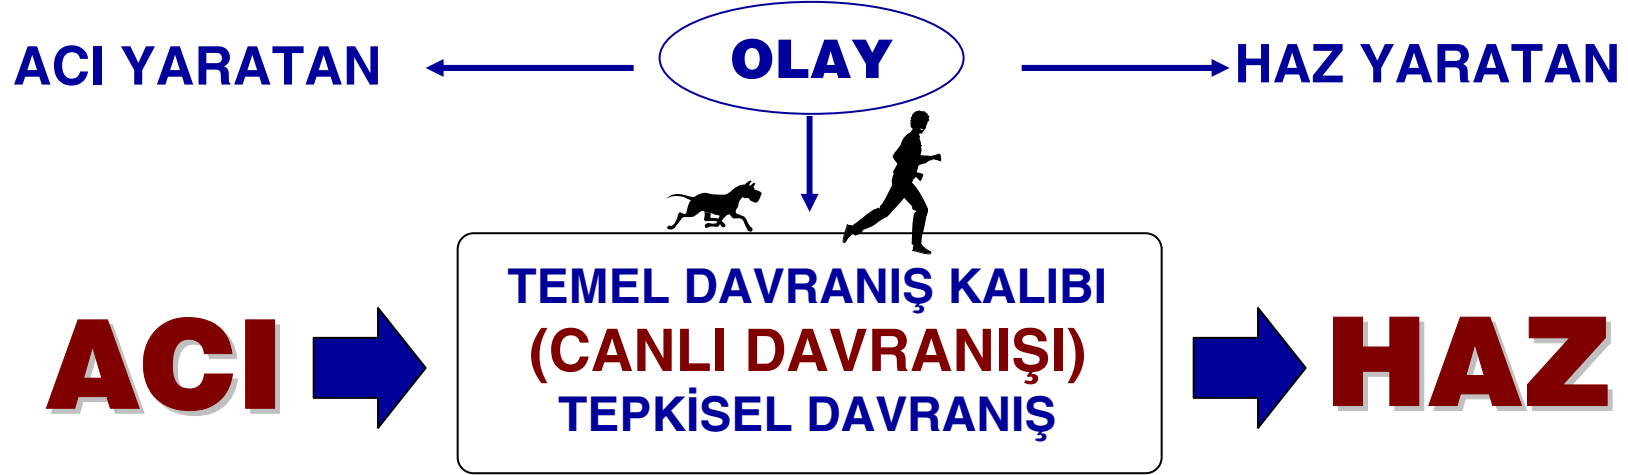 ACI YARATAN
OLAY
HAZ YARATAN
TEMEL DAVRANIŞ KALIBI
(CANLI DAVRANIŞI)
TEPKİSEL DAVRANIŞ
ACI
HAZ